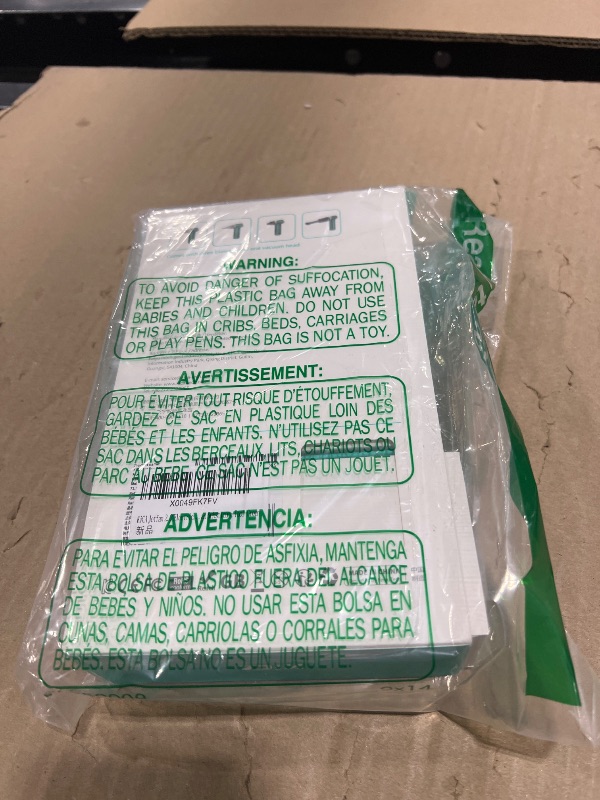 WARNING:
TO AVOID DANGER OF SUFFOCATION,
KEEP THIS PLASTIC BAG AWAY FROM
BABIES AND CHILDREN. DO NOT USE
THIS BAG IN CRIBS, BEDS, CARRIAGES
OR PLAY PENS. THIS BAG IS NOT A TOY.
AVERTISSEMENT:
POUR ÉVITER TOUT RISQUE D'ÉTOUFFEMENT,
GARDEZ CE SAC EN PLASTIQUE LOIN DES
BÉBÉS ET LES ENFANTS. N'UTILISEZ PAS CE
SAC DANS LES BERCEAUX, LITS, CHARIOTS OU
PARC AU BEBE. CE SAC N'EST PAS UN JOUET.
X0049FK7FV
新品
ADVERTENCIA:
PARA EVITAR EL PELIGRO DE ASFIXIA, MANTENGA
ESTA BOLSA DE PLASTICO FUERA DEL ALCANCE
DE BEBES Y NIÑOS. NO USAR ESTA BOLSA EN
CUNAS, CAMAS, CARRIOLAS O CORRALES PARA
BEBÉS. ESTA BOLSA NO ES UN JUGUETE.